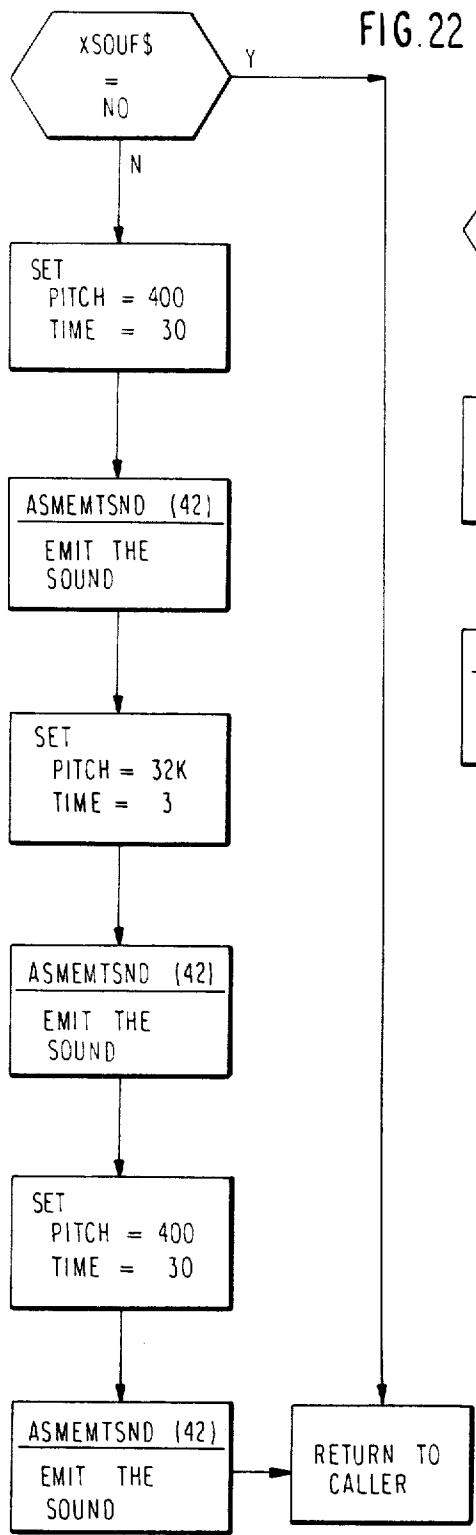 FIG.22
XSOUF$
=
NO
Y
N
SET
PITCH = 400
TIME = 30
ASMEMTSND (42)
EMIT THE
SOUND
SET
PITCH = 32K
TIME = 3
ASMEMTSND (42)
EMIT THE
SOUND
SET
PITCH = 400
TIME = 30
ASMEMTSND (42)
EMIT THE
SOUND
RETURN TO
CALLER